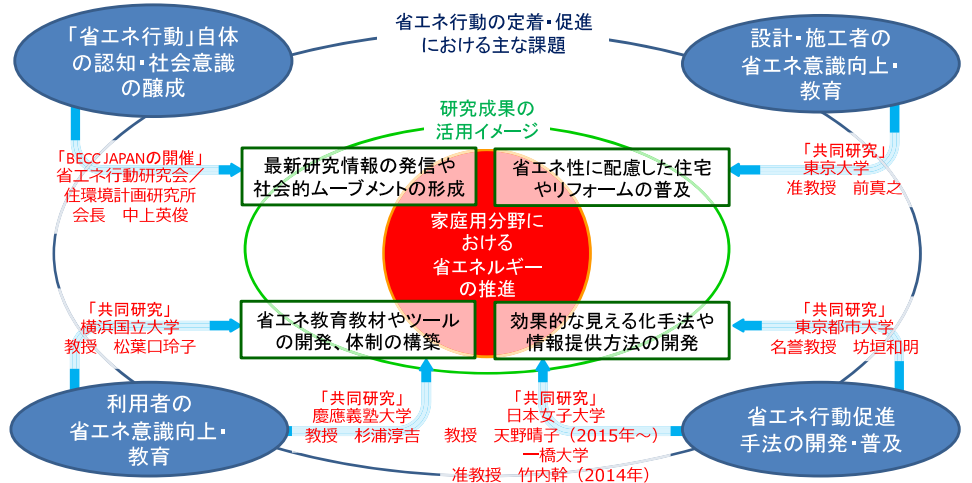 省エネ行動の定着・促進
における主な課題
「省エネ行動」自体
の認知・社会意識
の醸成
設計・施工者の
省エネ意識向上・
教育
研究成果の
活用イメージ
「BECC JAPANの開催」
省エネ行動研究会／
住環境計画研究所
会長　中上英俊
最新研究情報の発信や
社会的ムーブメントの形成
省エネ性に配慮した住宅
やリフォームの普及
「共同研究」
東京大学
准教授　前真之
家庭用分野に
おける
省エネルギー
の推進
「共同研究」
横浜国立大学
教授　松葉口玲子
省エネ教育教材やツール
の開発、体制の構築
効果的な見える化手法や
情報提供方法の開発
「共同研究」
東京都市大学
名誉教授　坊垣和明
利用者の
省エネ意識向上・
教育
「共同研究」
慶應義塾大学
教授　杉浦淳吉
「共同研究」
日本女子大学
教授　天野晴子（2015年～）
一橋大学
准教授　竹内幹（2014年）
省エネ行動促進
手法の開発・普及